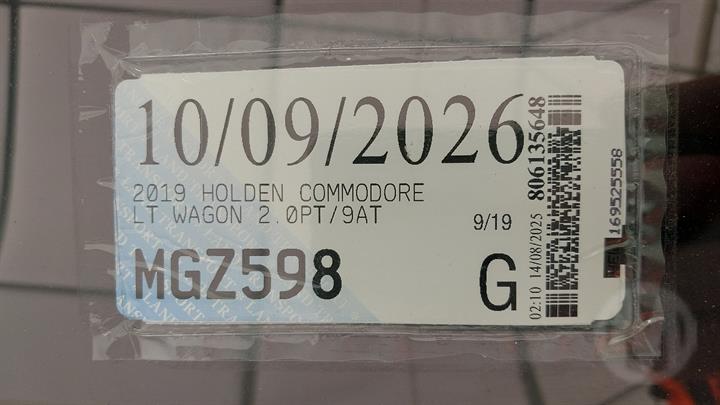 10/09/2026
2019 HOLDEN COMMODORE
LT WAGON 2.0PT/9AT
9/19
MGZ598
G
02:10 14/08/2025 806135648
169525558